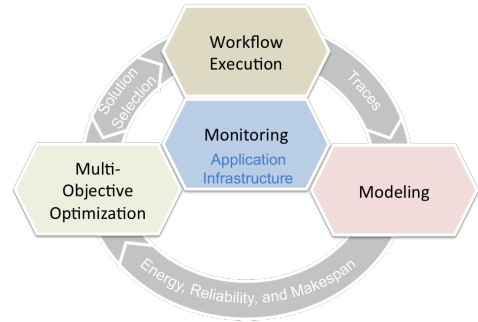 Workflow
Execution
Solution
Selection
Traces
Monitoring
Application
Infrastructure
Multi-
Objective
Optimization
Modeling
Energy, Reliability, and Makespan